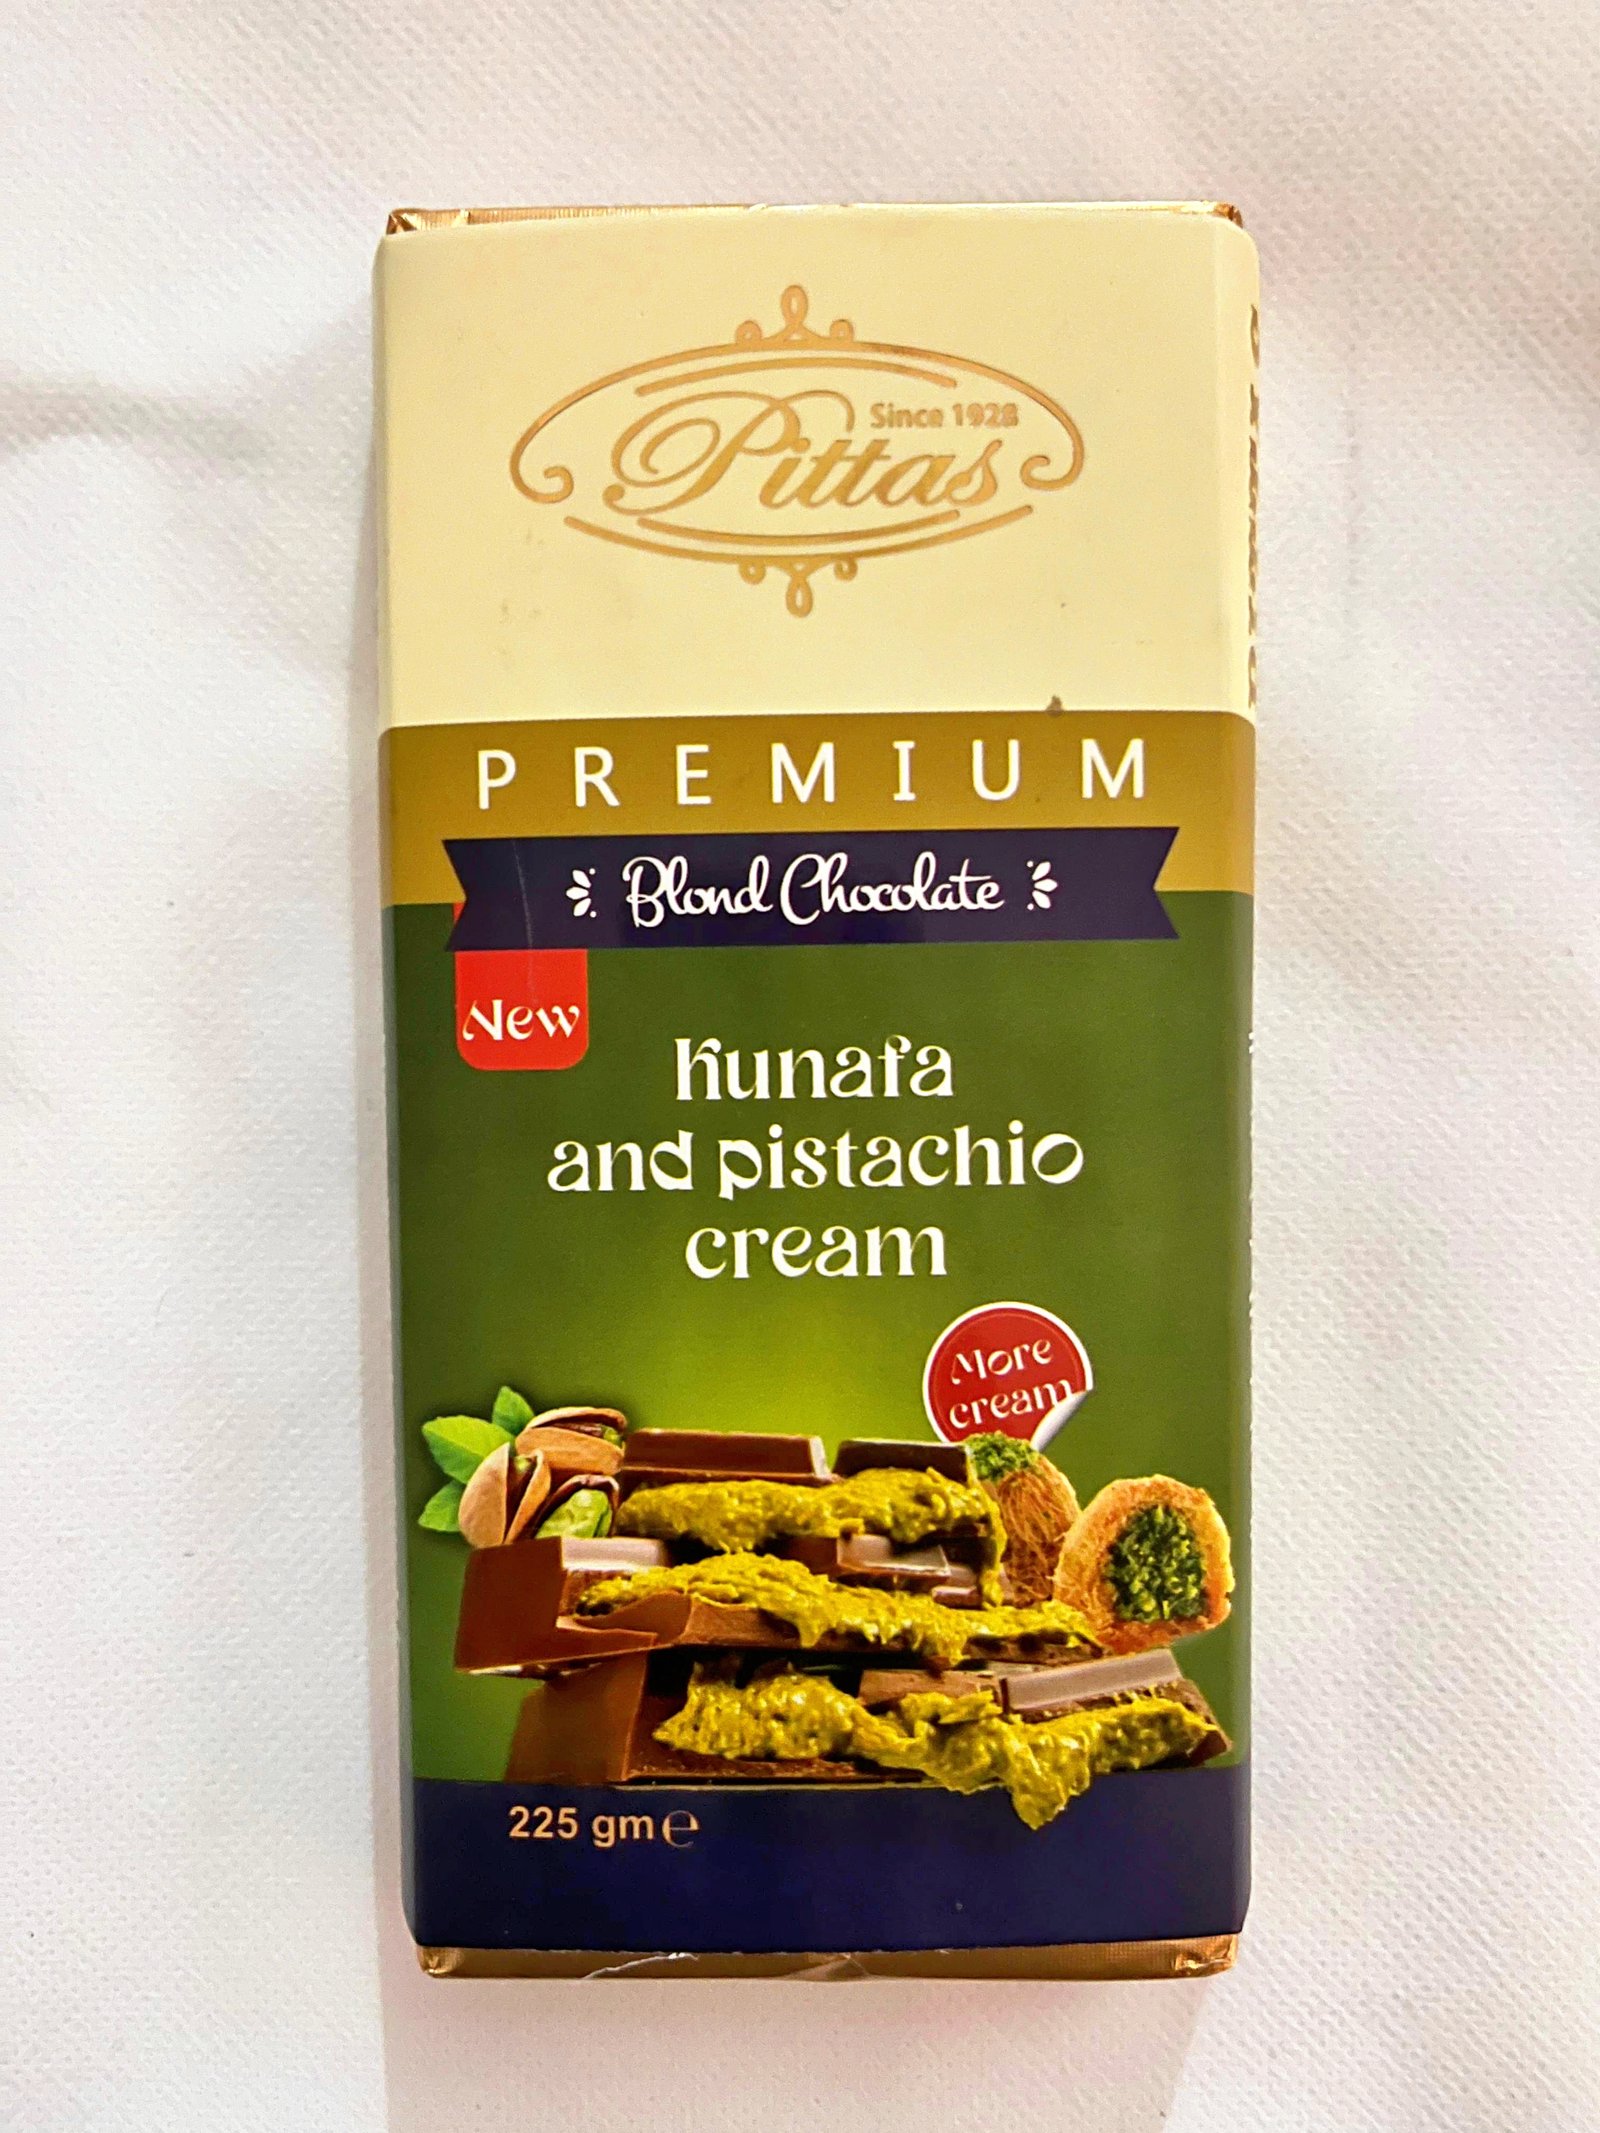 Since 1928
Pittas
PREMIUM
Blond Chocolate
New
Kunafa
and pistachio
cream
More
cream
225 gm ℮